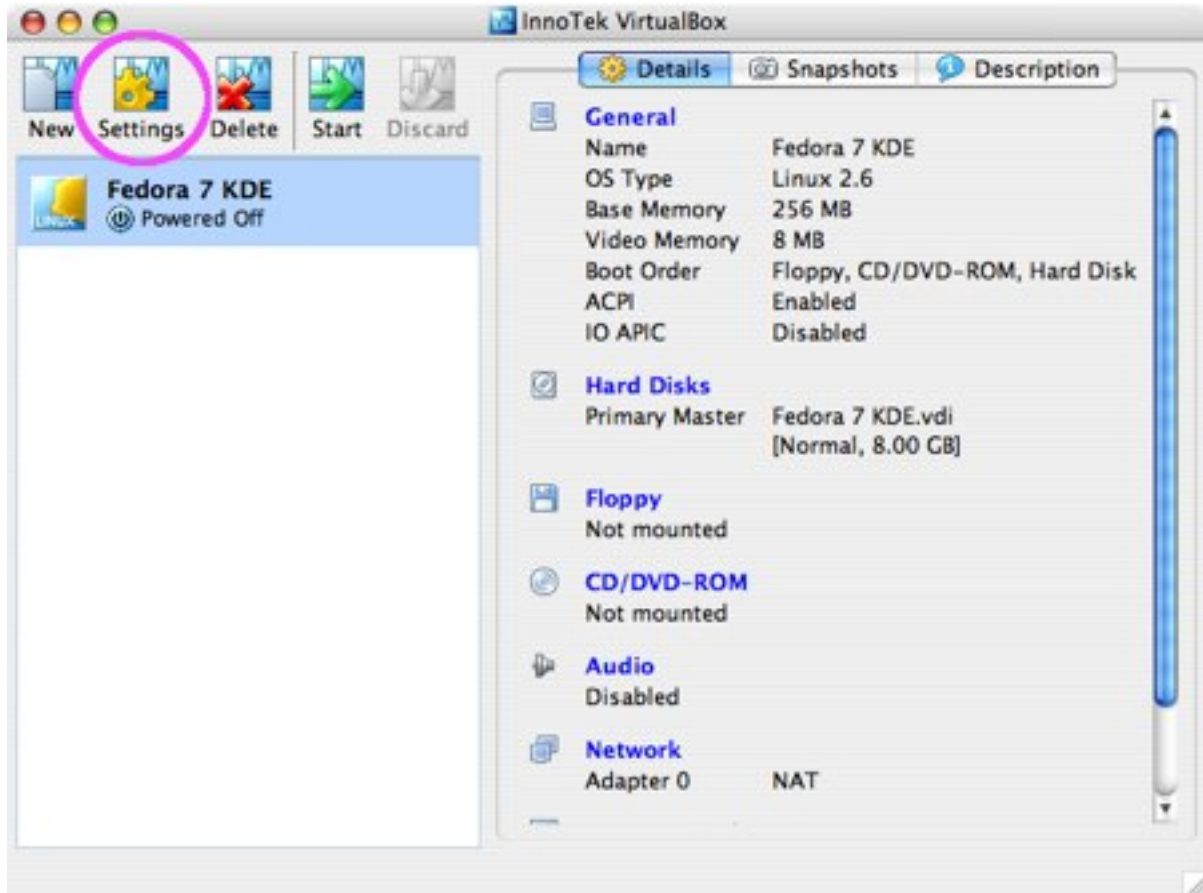 InnoTek VirtualBox
New Settings Delete Start Discard
Fedora 7 KDE
Powered Off
Details Snapshots Description
General
Name Fedora 7 KDE
OS Type Linux 2.6
Base Memory 256 MB
Video Memory 8 MB
Boot Order Floppy, CD/DVD-ROM, Hard Disk
ACPI Enabled
IO APIC Disabled
Hard Disks
Primary Master Fedora 7 KDE.vdi
[Normal, 8.00 GB]
Floppy
Not mounted
CD/DVD-ROM
Not mounted
Audio
Disabled
Network
Adapter 0 NAT